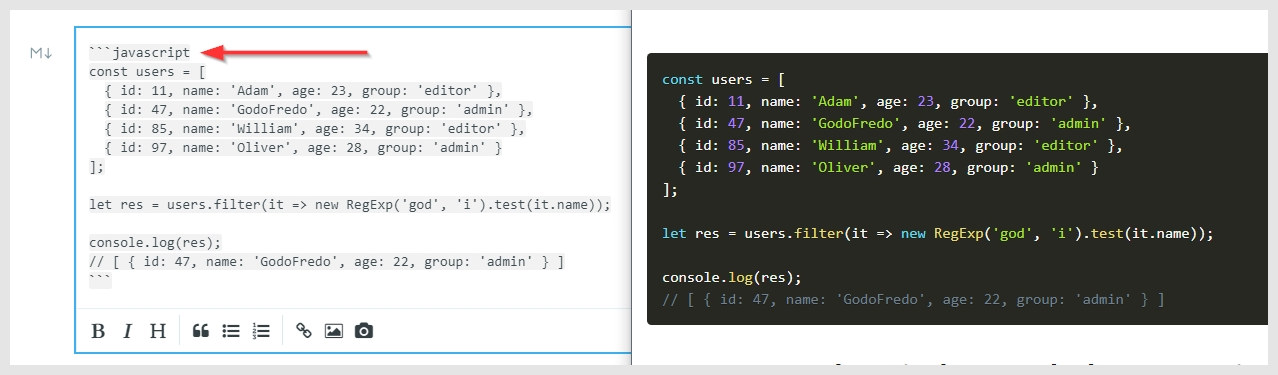 M↓
```javascript
const users = [
  { id: 11, name: 'Adam', age: 23, group: 'editor' },
  { id: 47, name: 'GodoFredo', age: 22, group: 'admin' },
  { id: 85, name: 'William', age: 34, group: 'editor' },
  { id: 97, name: 'Oliver', age: 28, group: 'admin' }
];
let res = users.filter(it => new RegExp('god', 'i').test(it.name));
console.log(res);
// [ { id: 47, name: 'GodoFredo', age: 22, group: 'admin' } ]
```
B I H
const users = [
  { id: 11, name: 'Adam', age: 23, group: 'editor' },
  { id: 47, name: 'GodoFredo', age: 22, group: 'admin' },
  { id: 85, name: 'William', age: 34, group: 'editor' },
  { id: 97, name: 'Oliver', age: 28, group: 'admin' }
];
let res = users.filter(it => new RegExp('god', 'i').test(it.name));
console.log(res);
// [ { id: 47, name: 'GodoFredo', age: 22, group: 'admin' } ]